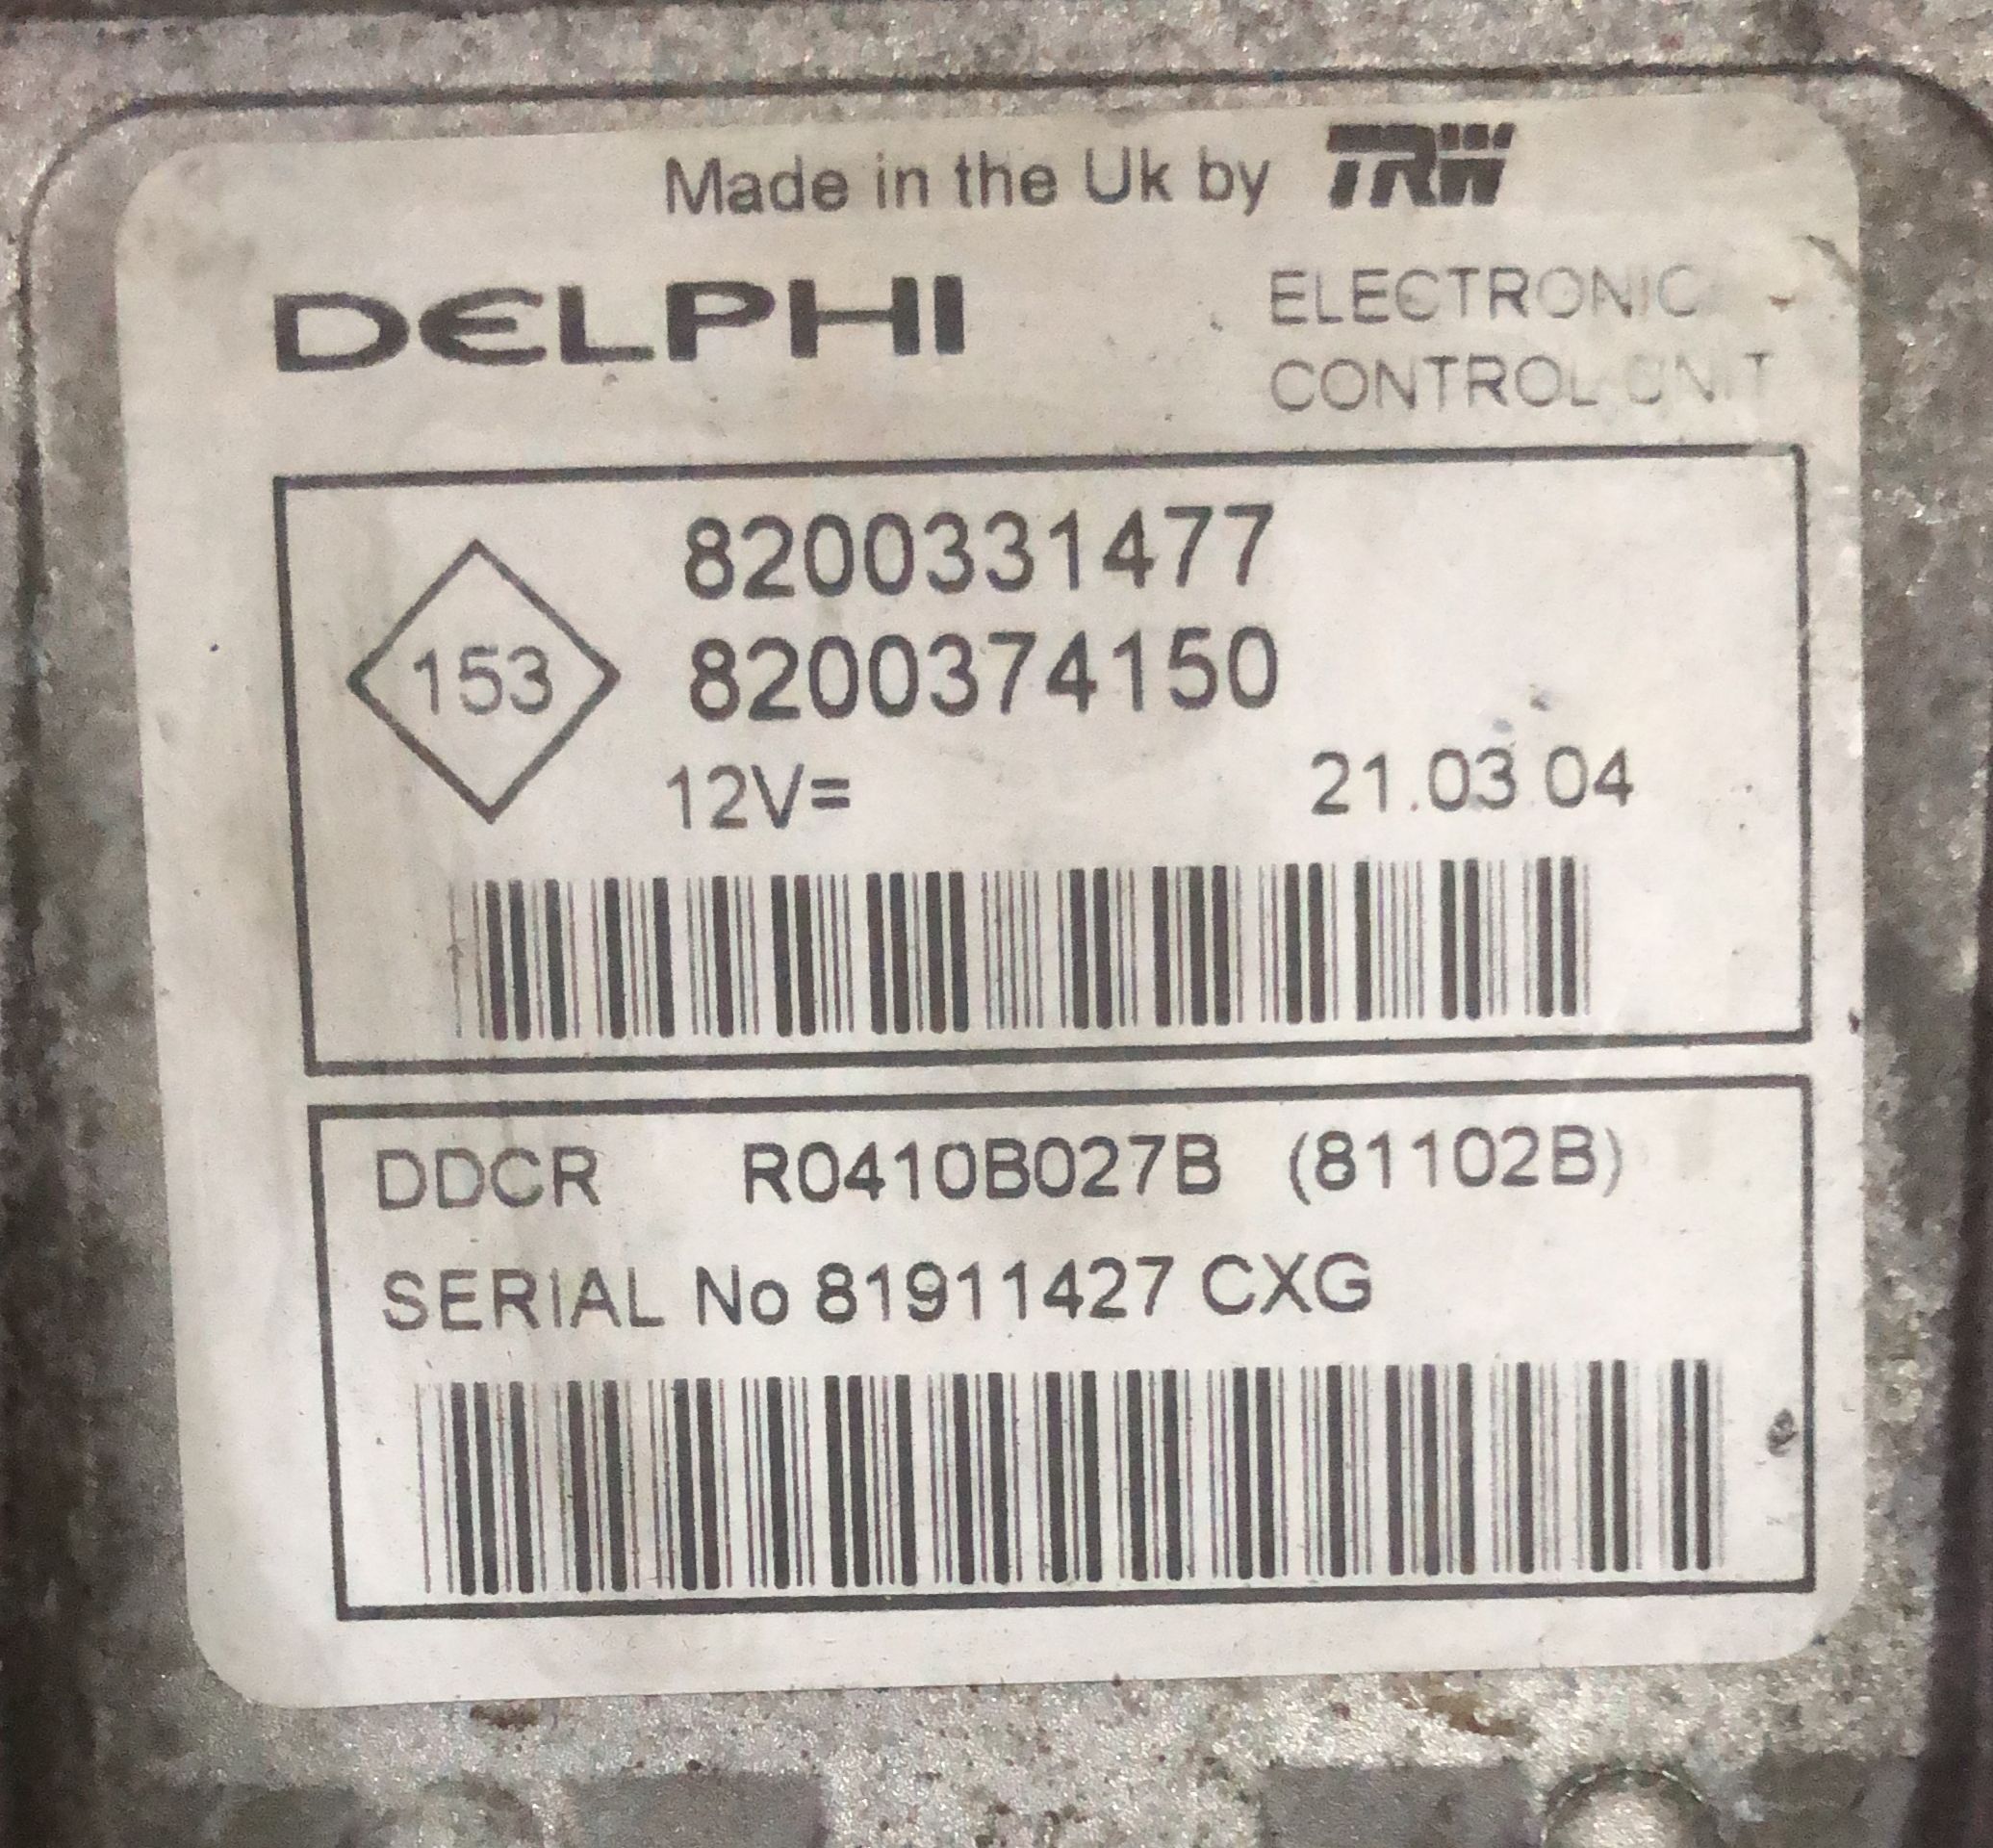 Made in the Uk by TRW
DELPHI
ELECTRONIC
CONTROL UNIT
8200331477
153
8200374150
12V= 21.03.04
DDCR R0410B027B (81102B)
SERIAL No 81911427 CXG